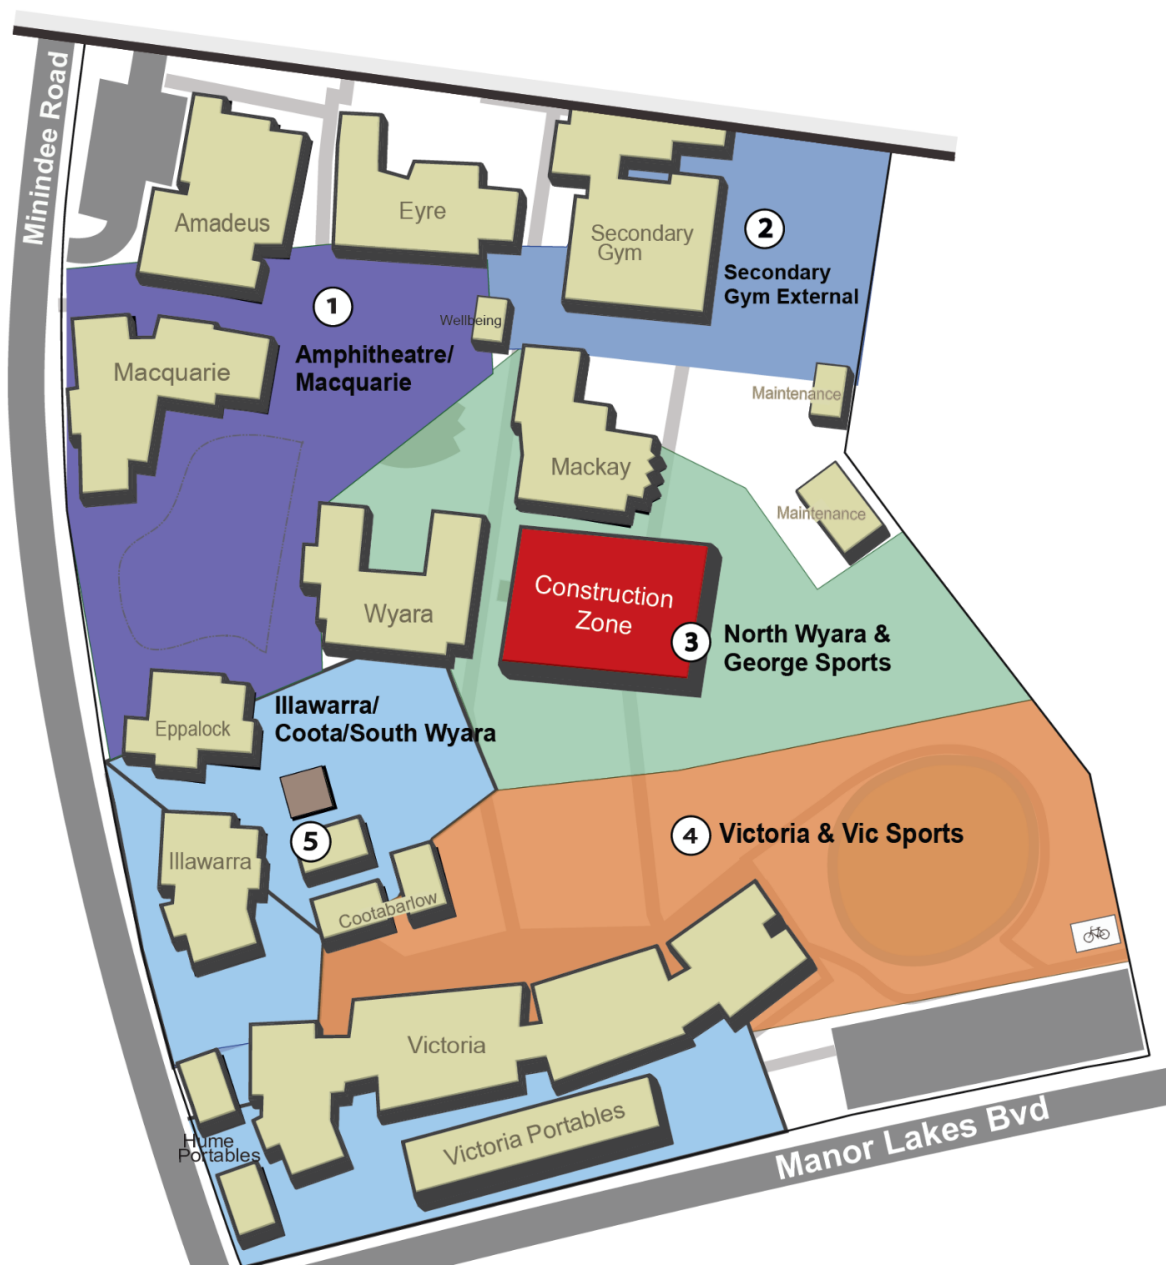 Minindee Road
Amadeus
Eyre
Secondary
Gym
2
Secondary
Gym External
1
Wellbeing
Amphitheatre/
Macquarie
Macquarie
Maintenance
Mackay
Maintenance
Construction
Zone
Wyara
3
North Wyara &
George Sports
Illawarra/
Coota/South Wyara
Eppalock
5
4
Victoria & Vic Sports
Illawarra
Cootabarlow
Victoria
Hume
Portables
Victoria Portables
Manor Lakes Bvd